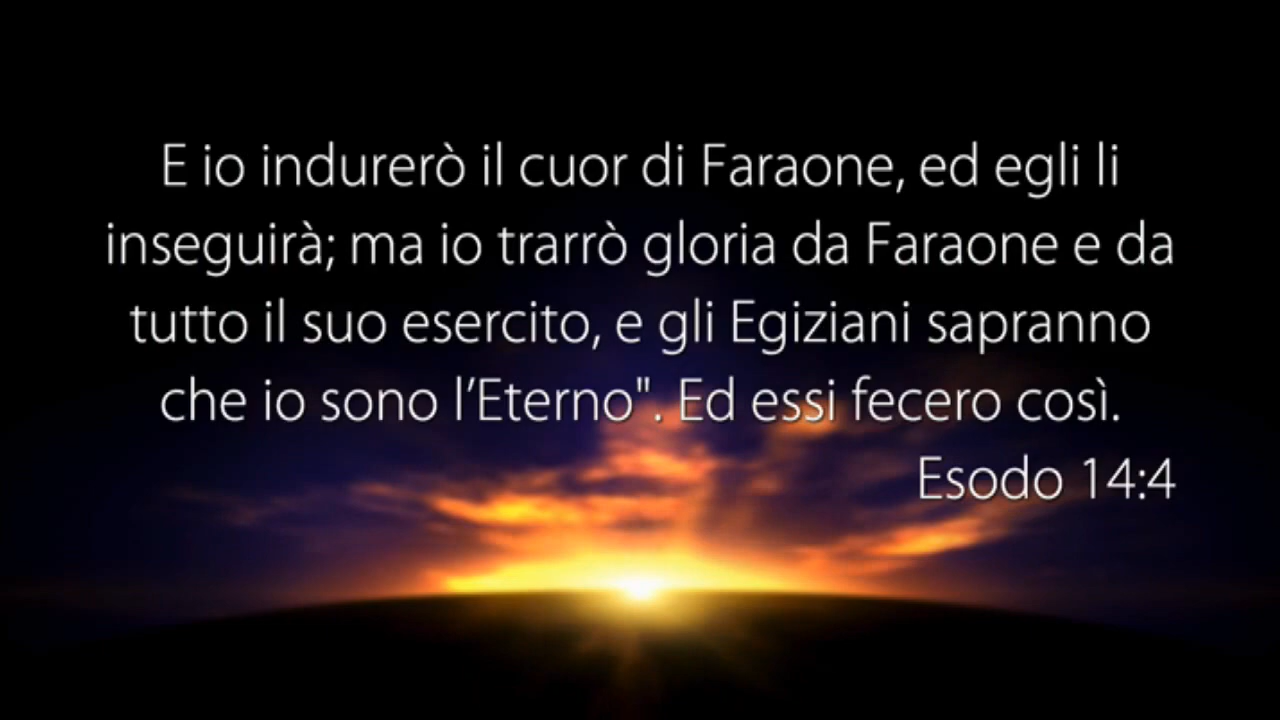 E io indurerò il cuor di Faraone, ed egli li
inseguirà; ma io trarrò gloria da Faraone e da
tutto il suo esercito, e gli Egiziani sapranno
che io sono l’Eterno". Ed essi fecero così.
Esodo 14:4